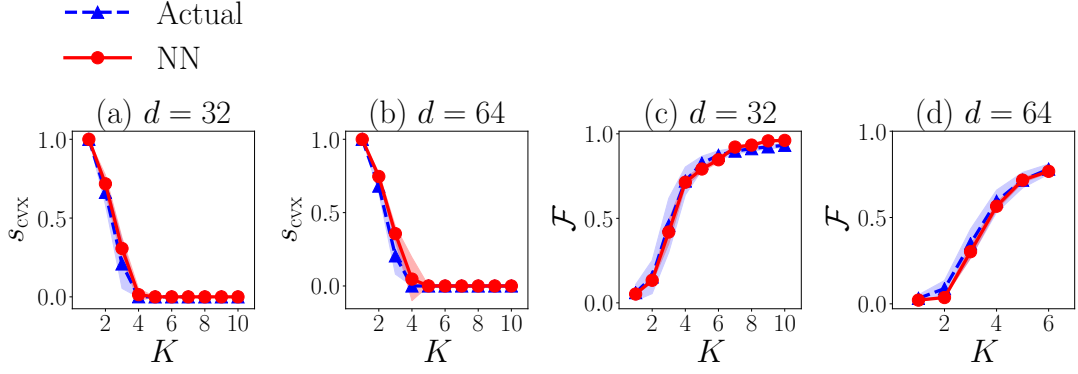 Actual
NN
(a) d = 32
1.0
0.5
0.0
s_cvx
2 4 6 8 10
K
(b) d = 64
1.0
0.5
0.0
s_cvx
2 4 6 8 10
K
(c) d = 32
1.0
0.5
0.0
ℱ
2 4 6 8 10
K
(d) d = 64
1.0
0.5
0.0
ℱ
2 4 6
K